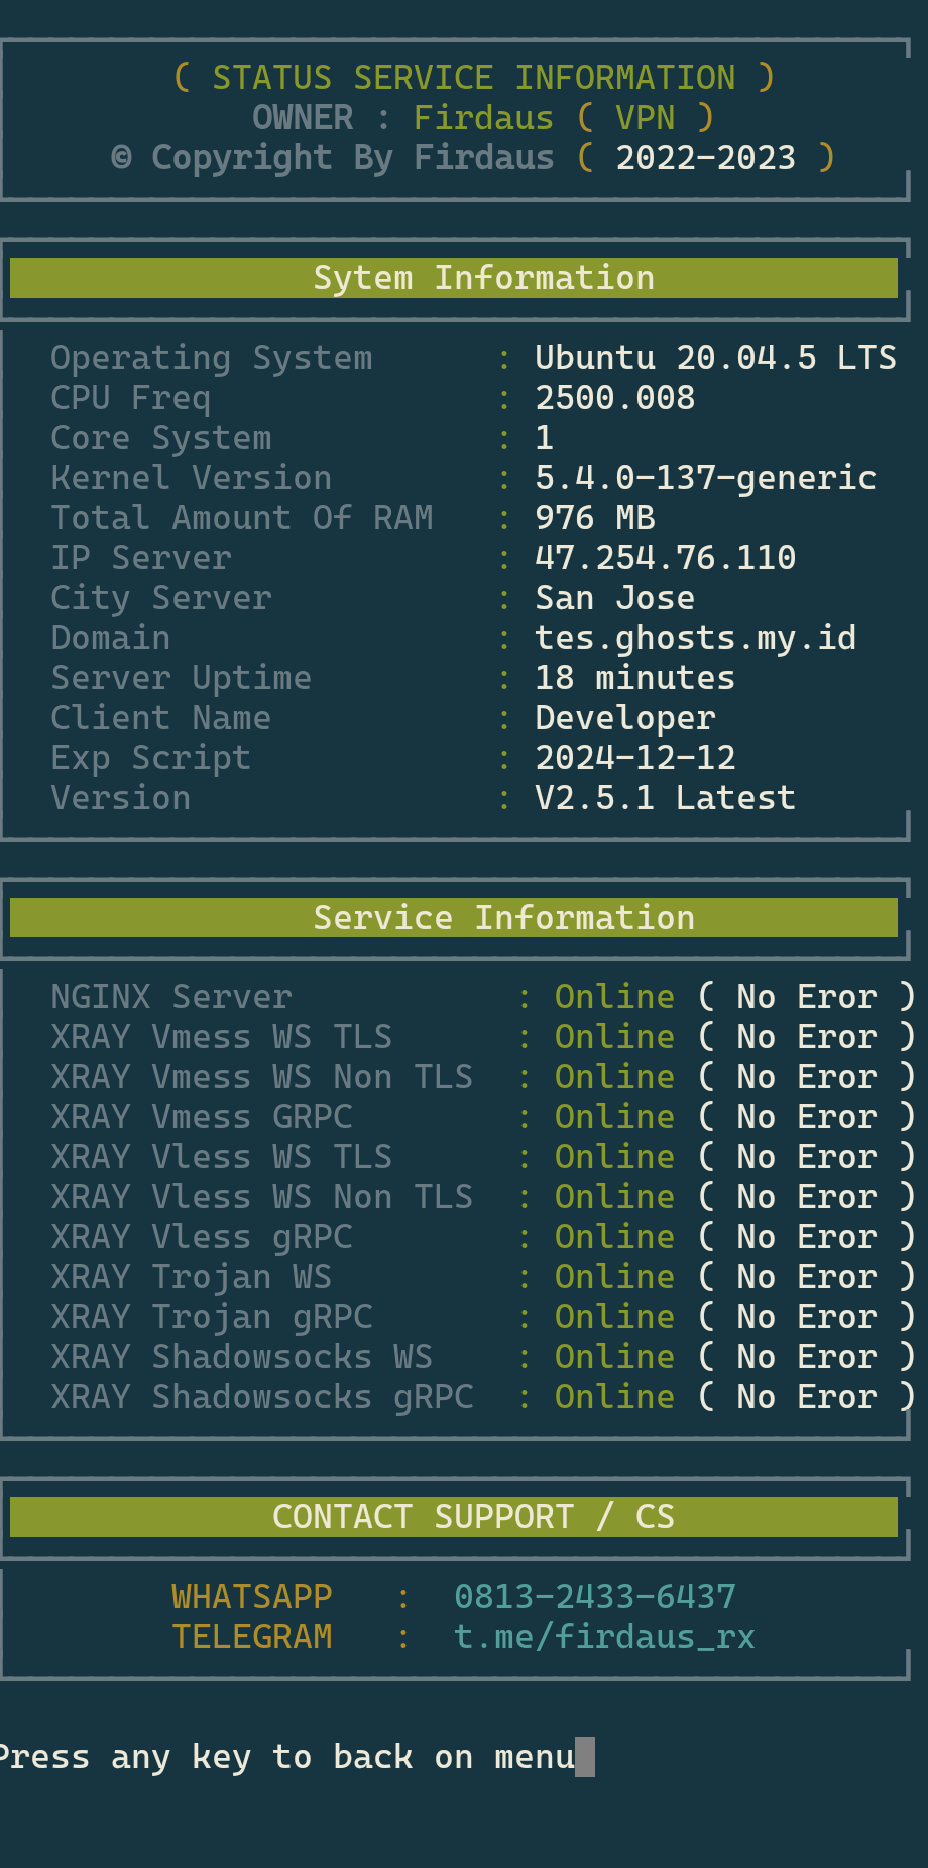 ( STATUS SERVICE INFORMATION )
OWNER : Firdaus ( VPN )
© Copyright By Firdaus ( 2022-2023 )
Sytem Information
Operating System : Ubuntu 20.04.5 LTS
CPU Freq : 2500.008
Core System : 1
Kernel Version : 5.4.0-137-generic
Total Amount Of RAM : 976 MB
IP Server : 47.254.76.110
City Server : San Jose
Domain : tes.ghosts.my.id
Server Uptime : 18 minutes
Client Name : Developer
Exp Script : 2024-12-12
Version : V2.5.1 Latest
Service Information
NGINX Server : Online ( No Eror )
XRAY Vmess WS TLS : Online ( No Eror )
XRAY Vmess WS Non TLS : Online ( No Eror )
XRAY Vmess GRPC : Online ( No Eror )
XRAY Vless WS TLS : Online ( No Eror )
XRAY Vless WS Non TLS : Online ( No Eror )
XRAY Vless gRPC : Online ( No Eror )
XRAY Trojan WS : Online ( No Eror )
XRAY Trojan gRPC : Online ( No Eror )
XRAY Shadowsocks WS : Online ( No Eror )
XRAY Shadowsocks gRPC : Online ( No Eror )
CONTACT SUPPORT / CS
WHATSAPP : 0813-2433-6437
TELEGRAM : t.me/firdaus_rx
Press any key to back on menu